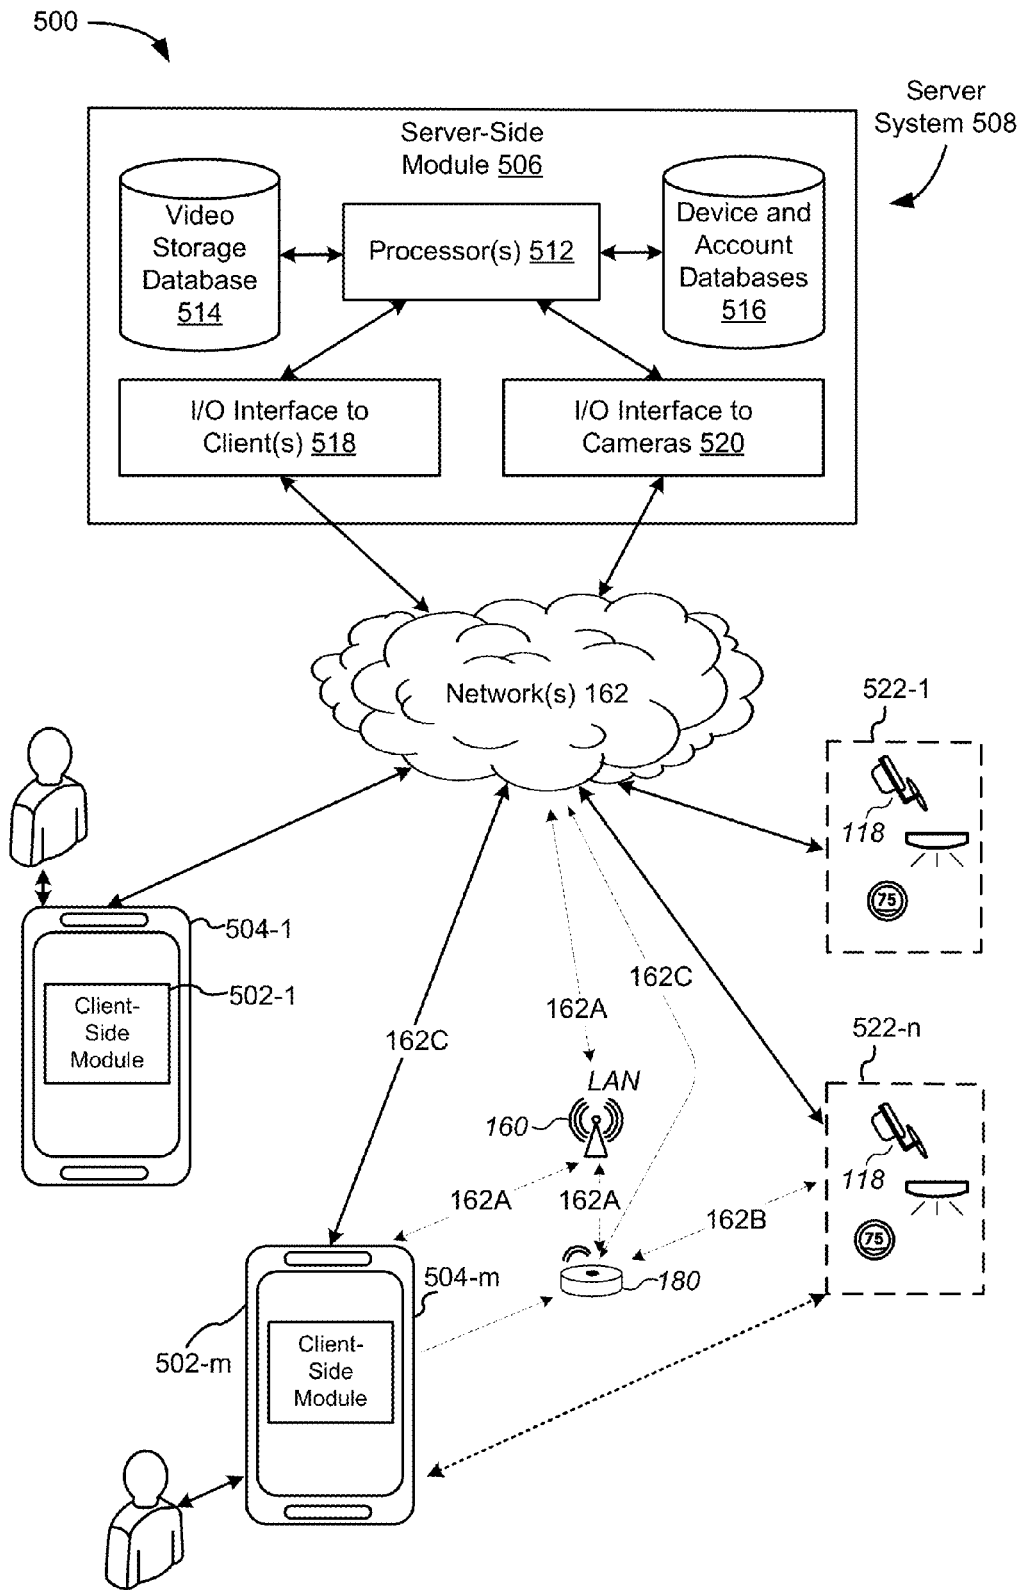 500
Server
System 508
Server-Side
Module 506
Video
Storage
Database
514
Processor(s) 512
Device and
Account
Databases
516
I/O Interface to
Client(s) 518
I/O Interface to
Cameras 520
Network(s) 162
522-1
118
75
504-1
502-1
Client-
Side
Module
162C
162A
162C
522-n
LAN
160
118
162A
162A
162B
75
180
504-m
502-m
Client-
Side
Module